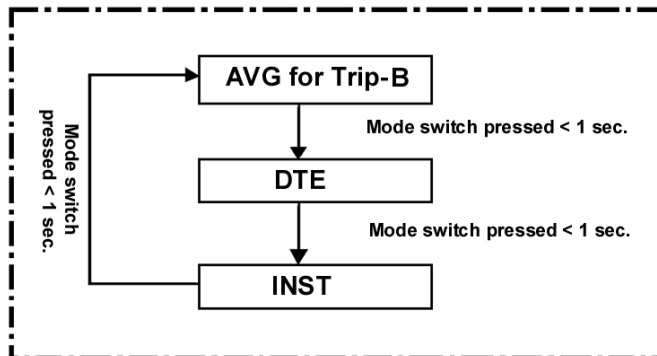 AVG for Trip-B
Mode switch pressed < 1 sec.
DTE
Mode switch pressed < 1 sec.
INST
Mode switch
pressed < 1 sec.